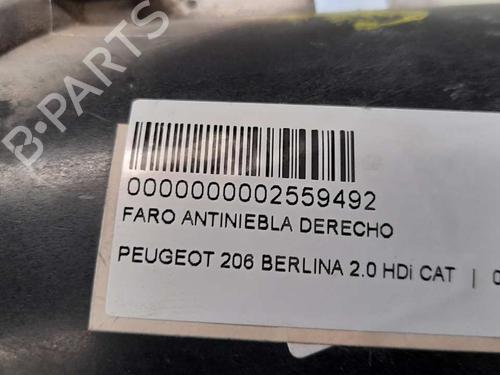 B-PARTS
0000000002559492
FARO ANTINIEBLA DERECHO
PEUGEOT 206 BERLINA 2.0 HDi CAT |